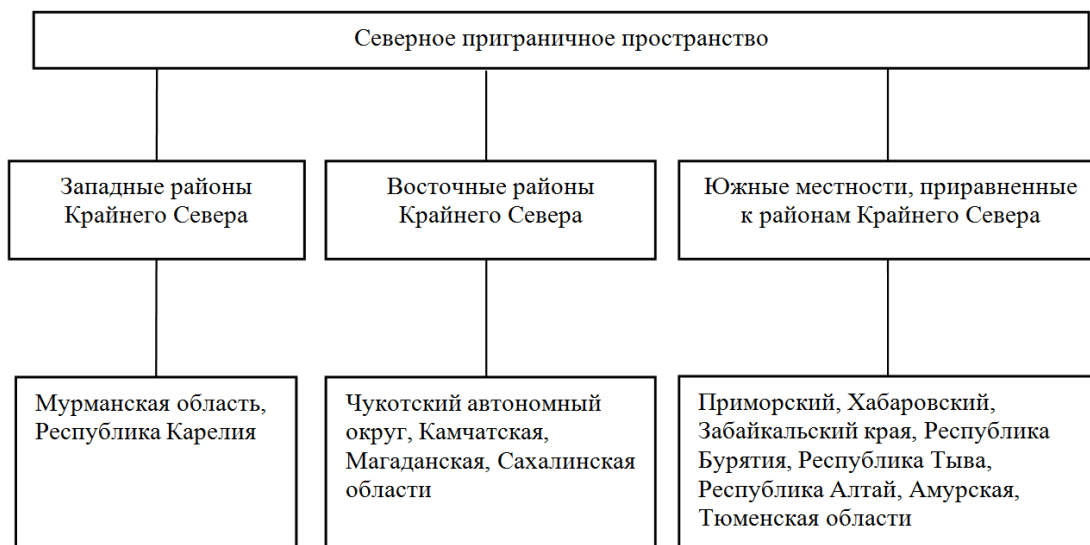 Северное приграничное пространство
Западные районы
Крайнего Севера
Восточные районы
Крайнего Севера
Южные местности, приравненные
к районам Крайнего Севера
Мурманская область,
Республика Карелия
Чукотский автономный
округ, Камчатская,
Магаданская, Сахалинская
области
Приморский, Хабаровский,
Забайкальский края, Республика
Бурятия, Республика Тыва,
Республика Алтай, Амурская,
Тюменская области